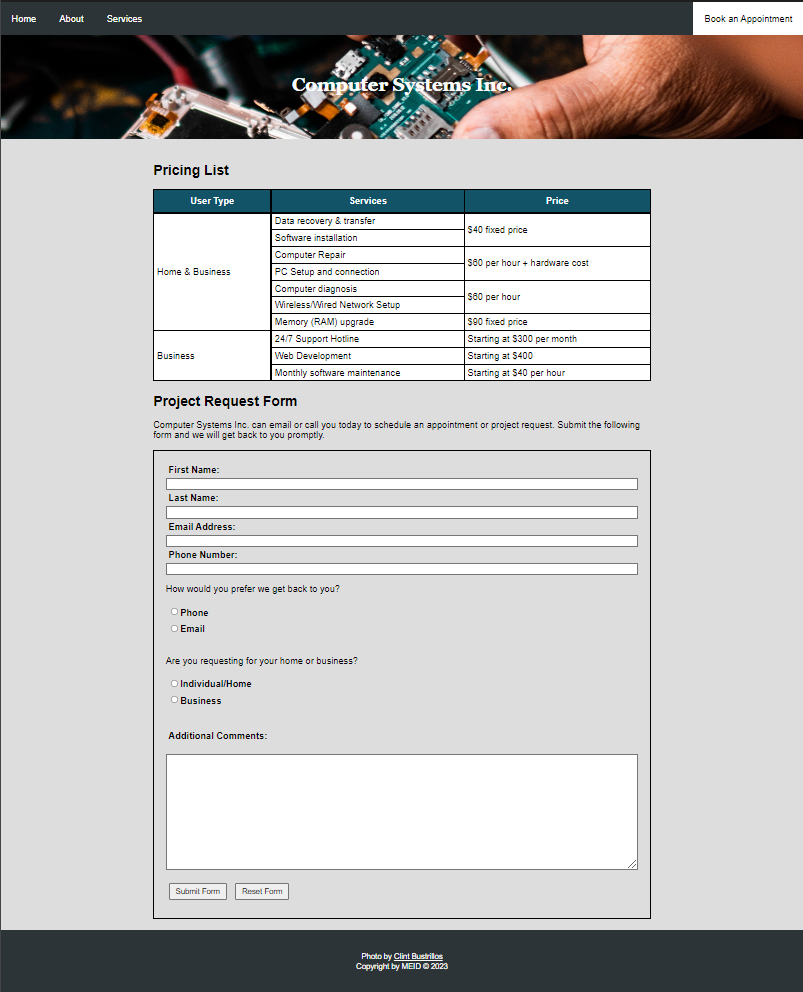 Home About Services Book an Appointment
Computer Systems Inc.
Pricing List
User Type Services Price
Home & Business
Data recovery & transfer
Software installation
$40 fixed price
Computer Repair
PC Setup and connection
$60 per hour + hardware cost
Computer diagnosis
Wireless/Wired Network Setup
$60 per hour
Memory (RAM) upgrade $90 fixed price
Business
24/7 Support Hotline Starting at $300 per month
Web Development Starting at $400
Monthly software maintenance Starting at $40 per hour
Project Request Form
Computer Systems Inc. can email or call you today to schedule an appointment or project request. Submit the following
form and we will get back to you promptly.
First Name:
Last Name:
Email Address:
Phone Number:
How would you prefer we get back to you?
Phone
Email
Are you requesting for your home or business?
Individual/Home
Business
Additional Comments:
Submit Form Reset Form
Photo by Clint Bustrillos
Copyright by MEID © 2023